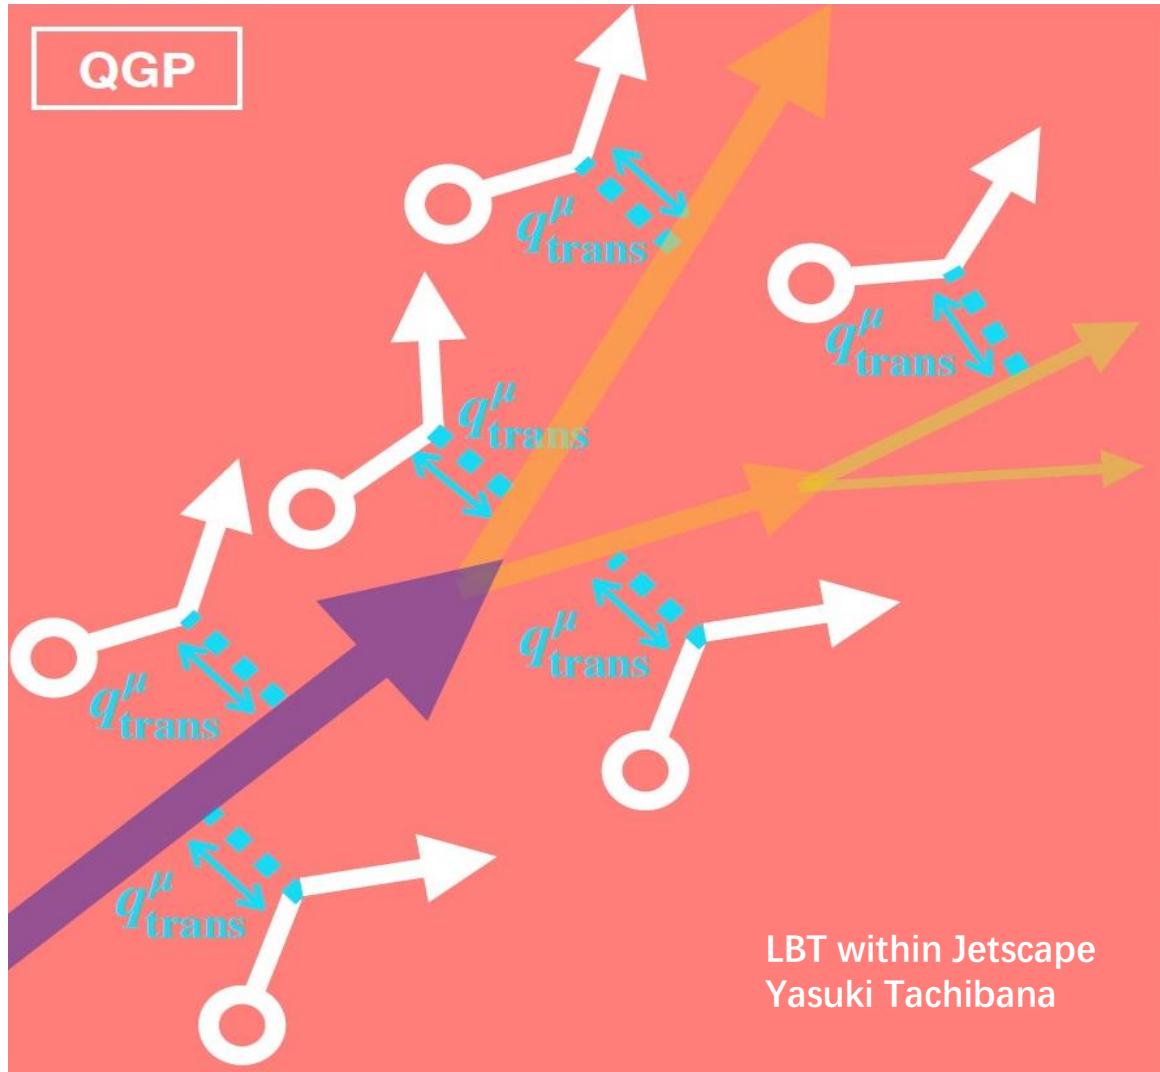 QGP
q^μ_trans
q^μ_trans
q^μ_trans
q^μ_trans
q^μ_trans
q^μ_trans
LBT within Jetscape
Yasuki Tachibana